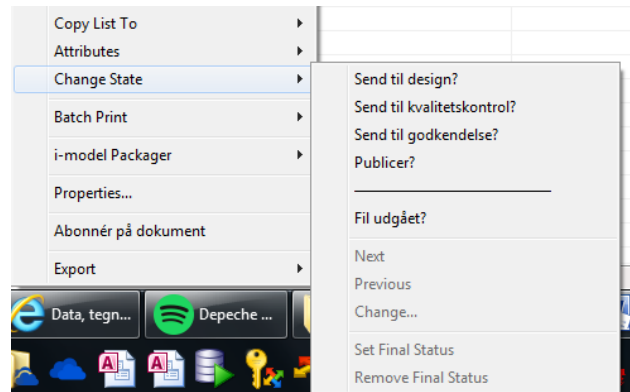 Copy List To
Attributes
Change State
Batch Print
i-model Packager
Properties...
Abonnér på dokument
Export
Send til design?
Send til kvalitetskontrol?
Send til godkendelse?
Publicer?
Fil udgået?
Next
Previous
Change...
Set Final Status
Remove Final Status
Data, tegn...
Depeche ...
A
A